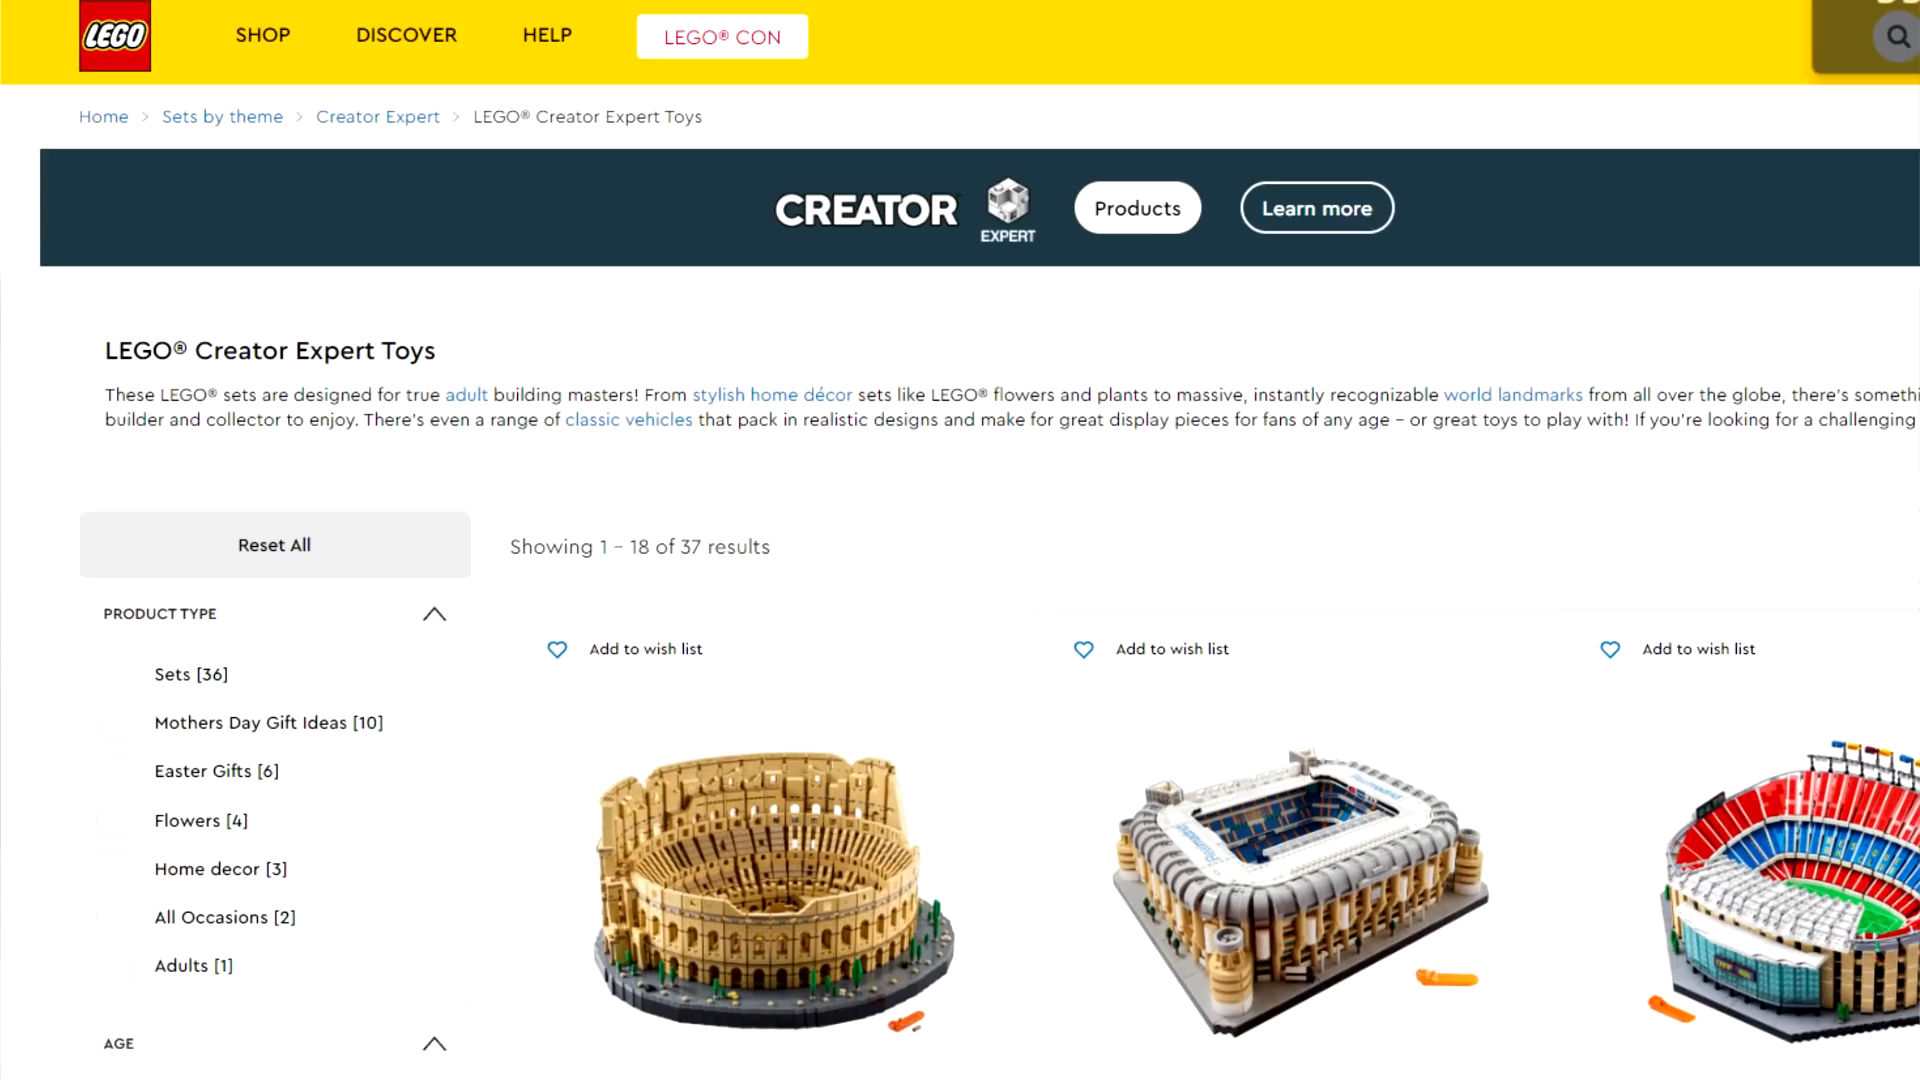 LEGO
SHOP
DISCOVER
HELP
LEGO® CON
Home > Sets by theme > Creator Expert > LEGO® Creator Expert Toys
CREATOR
EXPERT
Products
Learn more
LEGO® Creator Expert Toys
These LEGO® sets are designed for true adult building masters! From stylish home décor sets like LEGO® flowers and plants to massive, instantly recognizable world landmarks from all over the globe, there's somethi
builder and collector to enjoy. There's even a range of classic vehicles that pack in realistic designs and make for great display pieces for fans of any age – or great toys to play with! If you're looking for a challenging
Reset All
Showing 1 - 18 of 37 results
PRODUCT TYPE
Sets [36]
Mothers Day Gift Ideas [10]
Easter Gifts [6]
Flowers [4]
Home decor [3]
All Occasions [2]
Adults [1]
AGE
Add to wish list
Add to wish list
Add to wish list